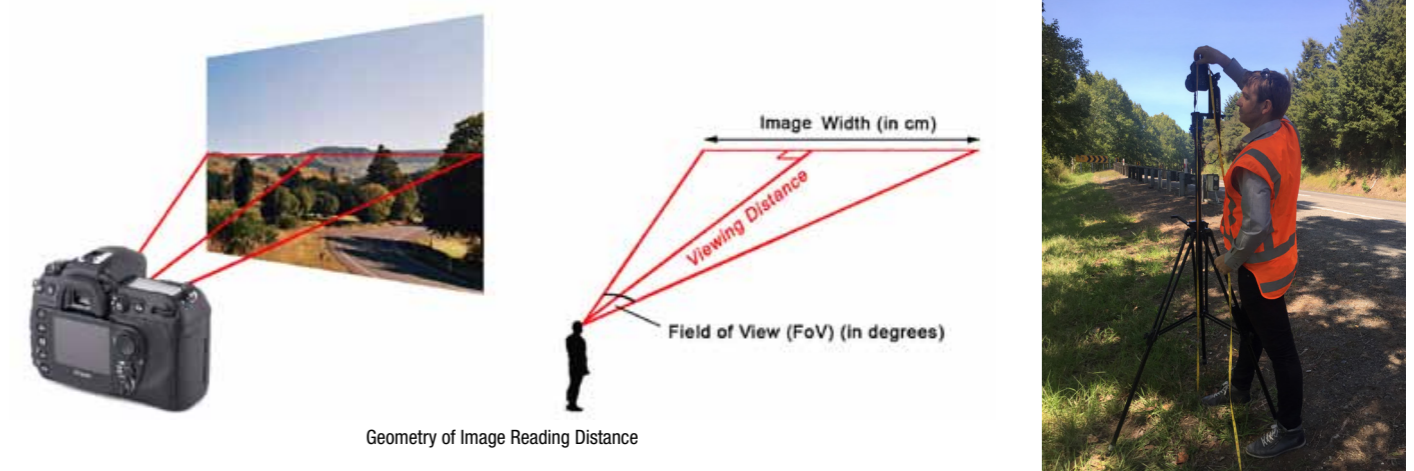 Image Width (in cm)
Viewing Distance
Field of View (FoV) (in degrees)
Geometry of Image Reading Distance